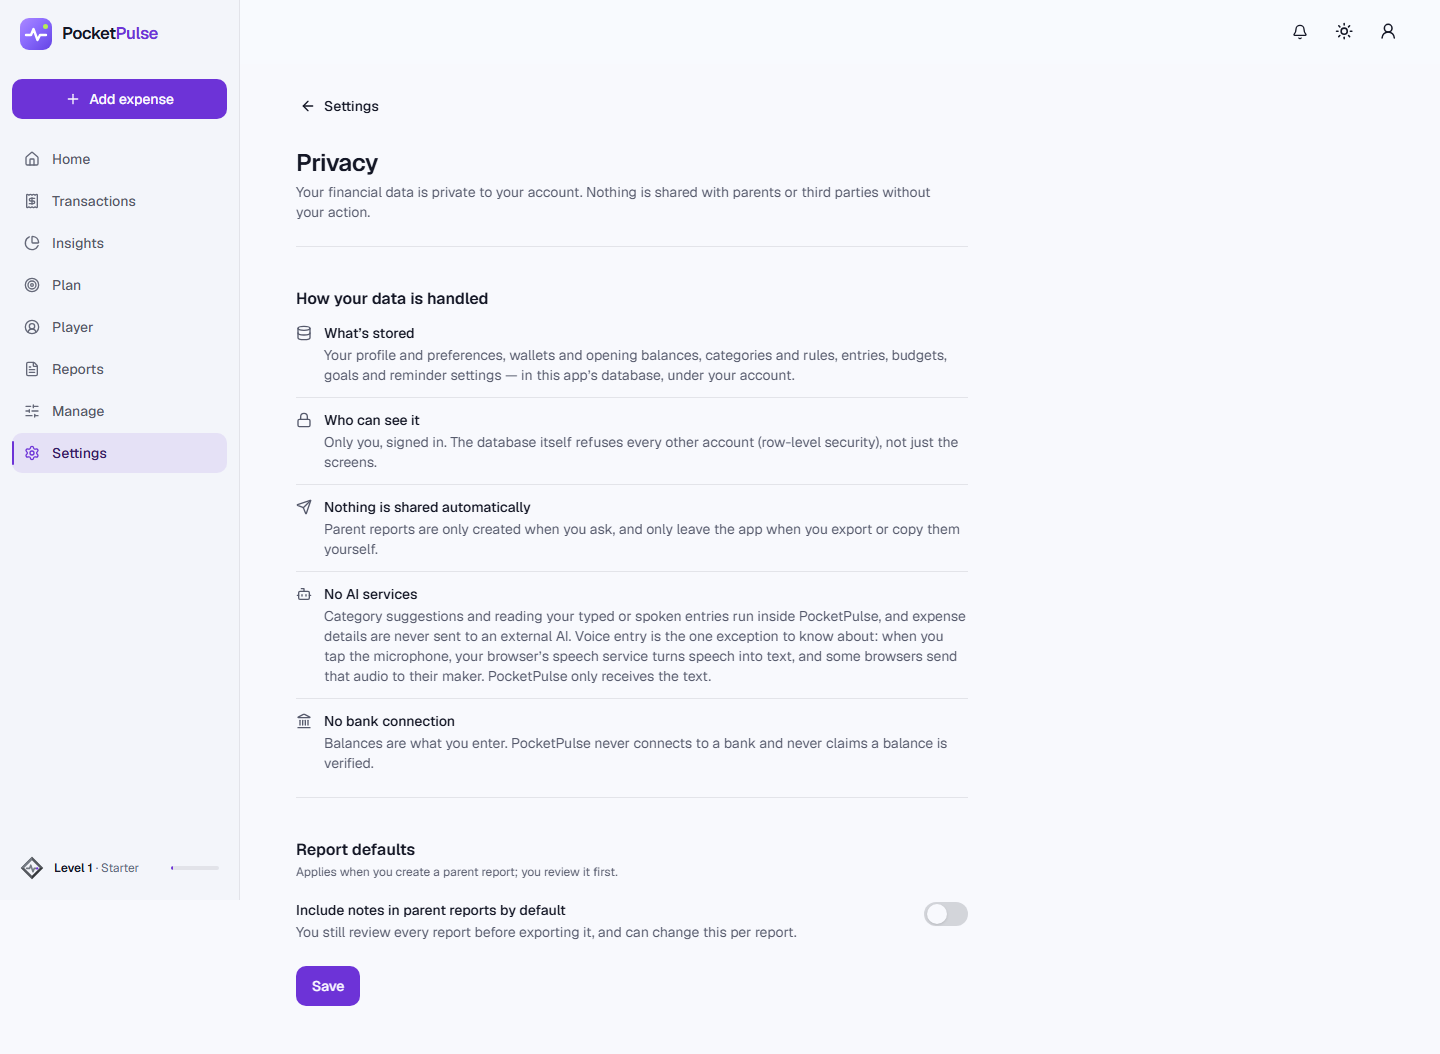 PocketPulse
Add expense
Home
Transactions
Insights
Plan
Player
Reports
Manage
Settings
Level 1 · Starter
Settings
Privacy
Your financial data is private to your account. Nothing is shared with parents or third parties without
your action.
How your data is handled
What's stored
Your profile and preferences, wallets and opening balances, categories and rules, entries, budgets,
goals and reminder settings — in this app's database, under your account.
Who can see it
Only you, signed in. The database itself refuses every other account (row-level security), not just the
screens.
Nothing is shared automatically
Parent reports are only created when you ask, and only leave the app when you export or copy them
yourself.
No AI services
Category suggestions and reading your typed or spoken entries run inside PocketPulse, and expense
details are never sent to an external AI. Voice entry is the one exception to know about: when you
tap the microphone, your browser's speech service turns speech into text, and some browsers send
that audio to their maker. PocketPulse only receives the text.
No bank connection
Balances are what you enter. PocketPulse never connects to a bank and never claims a balance is
verified.
Report defaults
Applies when you create a parent report; you review it first.
Include notes in parent reports by default
You still review every report before exporting it, and can change this per report.
Save